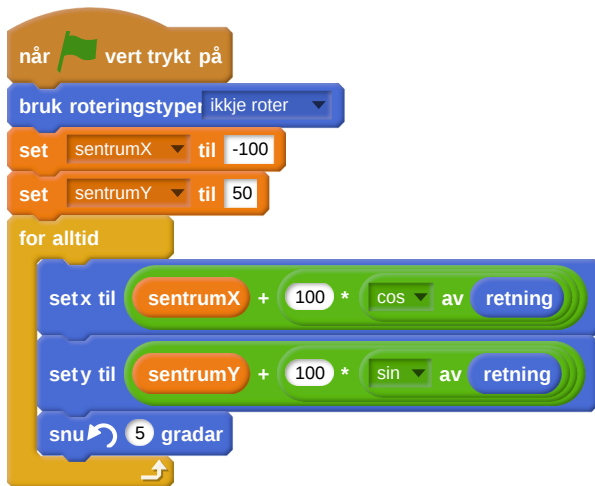 når vert trykt på
bruk roteringstypen ikkje roter
set sentrumX til -100
set sentrumY til 50
for alltid
set x til sentrumX + 100 * cos av retning
set y til sentrumY + 100 * sin av retning
snu 5 gradar